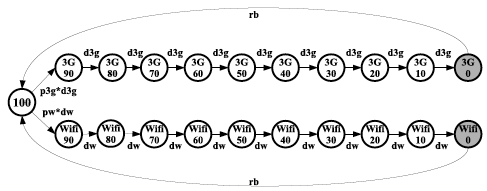 rb
d3g d3g d3g d3g d3g d3g d3g d3g d3g
3G 3G 3G 3G 3G 3G 3G 3G 3G 3G
90 80 70 60 50 40 30 20 10 0
p3g*d3g
100
pw*dw
Wifi Wifi Wifi Wifi Wifi Wifi Wifi Wifi Wifi Wifi
90 80 70 60 50 40 30 20 10 0
dw dw dw dw dw dw dw dw dw
rb